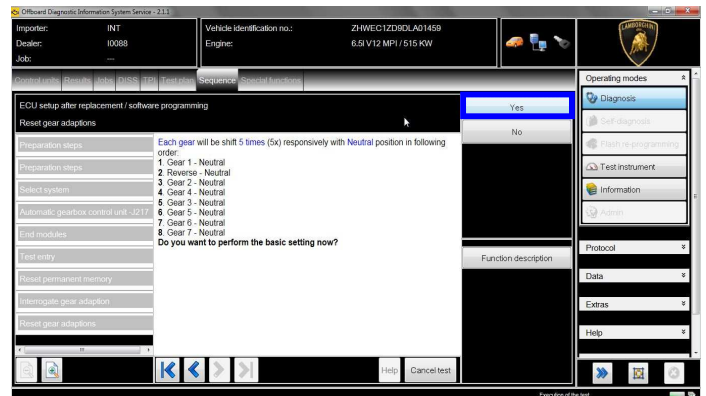 Offboard Diagnostic Information System Service - 2.1.1
Importer: INT
Dealer: I0088
Job: ---
Vehicle identification no.: ZHWEC1ZD9DLA01459
Engine: 6.5l V12 MPI / 515 KW
LAMBORGHINI
Control units Results Jobs DISS TPI Test plan Sequence Special functions
ECU setup after replacement / software programming
Reset gear adaptions
Preparation steps
Preparation steps
Select system
Automatic gearbox control unit -J217
End modules
Test entry
Reset permanent memory
Interrogate gear adaption
Reset gear adaptions
Each gear will be shift 5 times (5x) responsively with Neutral position in following
order:
1. Gear 1 - Neutral
2. Reverse - Neutral
3. Gear 2 - Neutral
4. Gear 4 - Neutral
5. Gear 3 - Neutral
6. Gear 5 - Neutral
7. Gear 6 - Neutral
8. Gear 7 - Neutral
Do you want to perform the basic setting now?
Help
Cancel test
Yes
No
Function description
Operating modes
Diagnosis
Self-diagnosis
Flash re-programming
Test instrument
Information
Admin
Protocol
Data
Extras
Help
Execution of the test